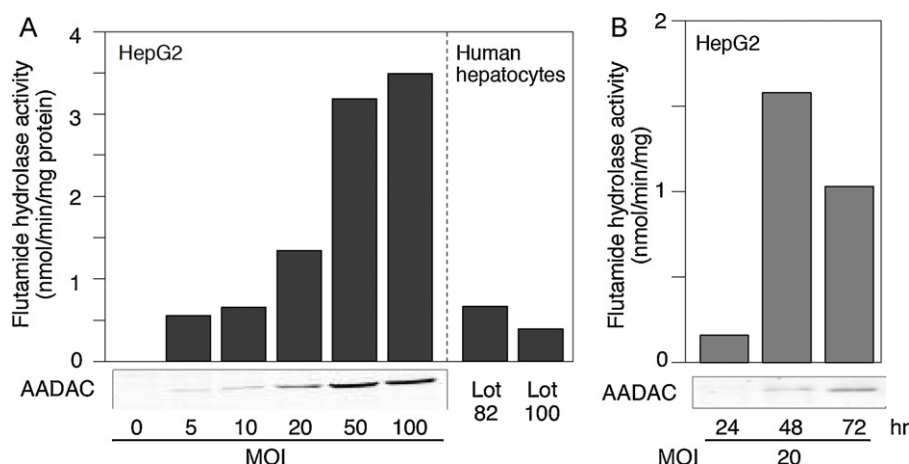 A
Flutamide hydrolase activity
(nmol/min/mg protein)
4
3
2
1
0
HepG2
Human
hepatocytes
AADAC
0 5 10 20 50 100
MOI
Lot
82
Lot
100
B
Flutamide hydrolase activity
(nmol/min/mg)
2
1
0
HepG2
AADAC
24 48 72 hr
MOI 20